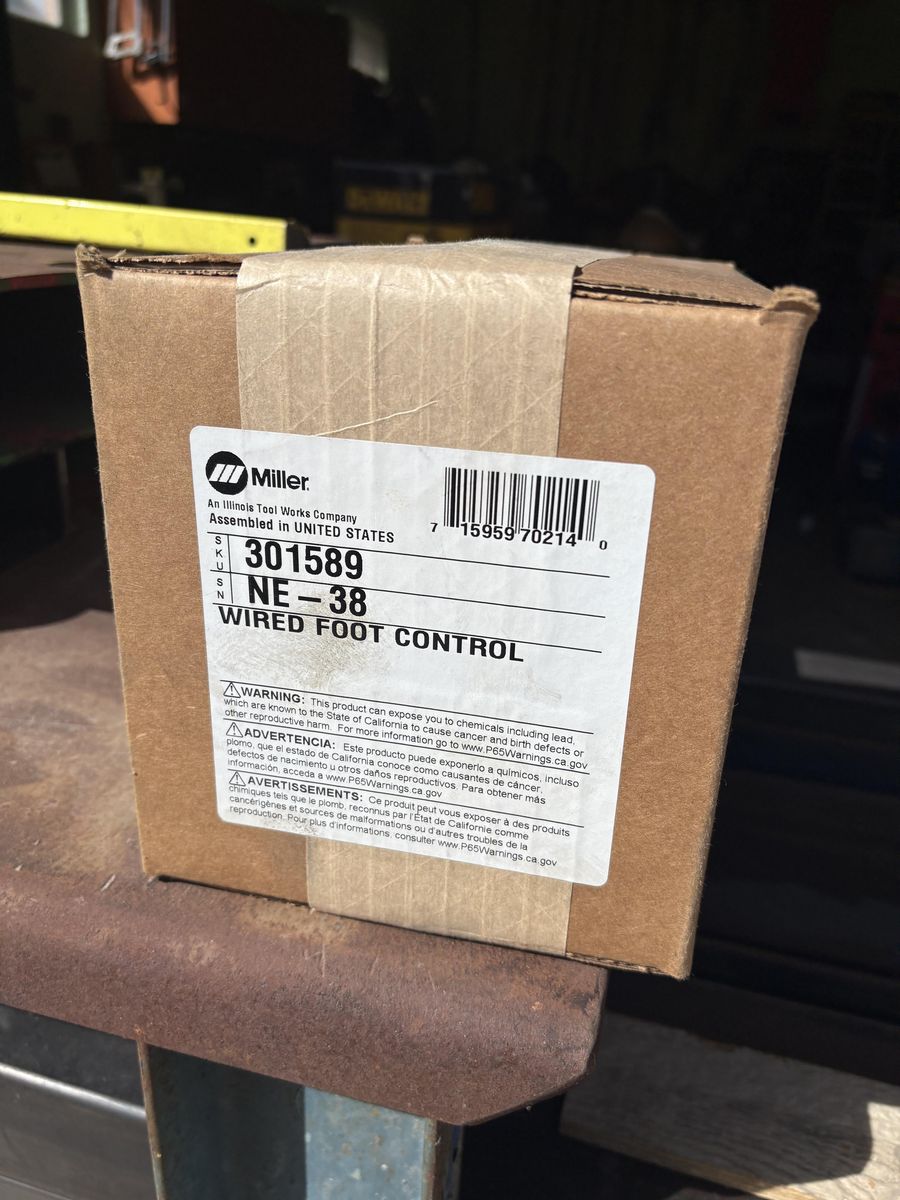 DEWALT
Miller.
An Illinois Tool Works Company
Assembled in UNITED STATES
7 15959 70214 0
SKU 301589
SN NE – 38
WIRED FOOT CONTROL
⚠WARNING: This product can expose you to chemicals including lead,
which are known to the State of California to cause cancer and birth defects or
other reproductive harm. For more information go to www.P65Warnings.ca.gov
⚠ADVERTENCIA: Este producto puede exponerlo a químicos, incluso
plomo, que el estado de California conoce como causantes de cáncer,
defectos de nacimiento u otros daños reproductivos. Para obtener más
información, acceda a www.P65Warnings.ca.gov
⚠AVERTISSEMENTS: Ce produit peut vous exposer à des produits
chimiques tels que le plomb, reconnus par l'État de Californie comme
cancérigènes et sources de malformations ou d'autres troubles de la
reproduction. Pour plus d'informations, consulter www.P65Warnings.ca.gov